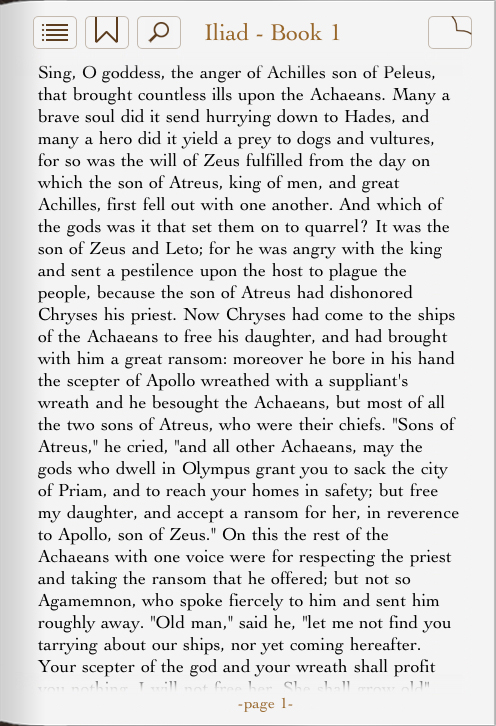 Iliad - Book 1
Sing, O goddess, the anger of Achilles son of Peleus,
that brought countless ills upon the Achaeans. Many a
brave soul did it send hurrying down to Hades, and
many a hero did it yield a prey to dogs and vultures,
for so was the will of Zeus fulfilled from the day on
which the son of Atreus, king of men, and great
Achilles, first fell out with one another. And which of
the gods was it that set them on to quarrel? It was the
son of Zeus and Leto; for he was angry with the king
and sent a pestilence upon the host to plague the
people, because the son of Atreus had dishonored
Chryses his priest. Now Chryses had come to the ships
of the Achaeans to free his daughter, and had brought
with him a great ransom: moreover he bore in his hand
the scepter of Apollo wreathed with a suppliant's
wreath and he besought the Achaeans, but most of all
the two sons of Atreus, who were their chiefs. "Sons of
Atreus," he cried, "and all other Achaeans, may the
gods who dwell in Olympus grant you to sack the city
of Priam, and to reach your homes in safety; but free
my daughter, and accept a ransom for her, in reverence
to Apollo, son of Zeus." On this the rest of the
Achaeans with one voice were for respecting the priest
and taking the ransom that he offered; but not so
Agamemnon, who spoke fiercely to him and sent him
roughly away. "Old man," said he, "let me not find you
tarrying about our ships, nor yet coming hereafter.
Your scepter of the god and your wreath shall profit
you nothing. I will not free her. She shall grow old"
-page 1-